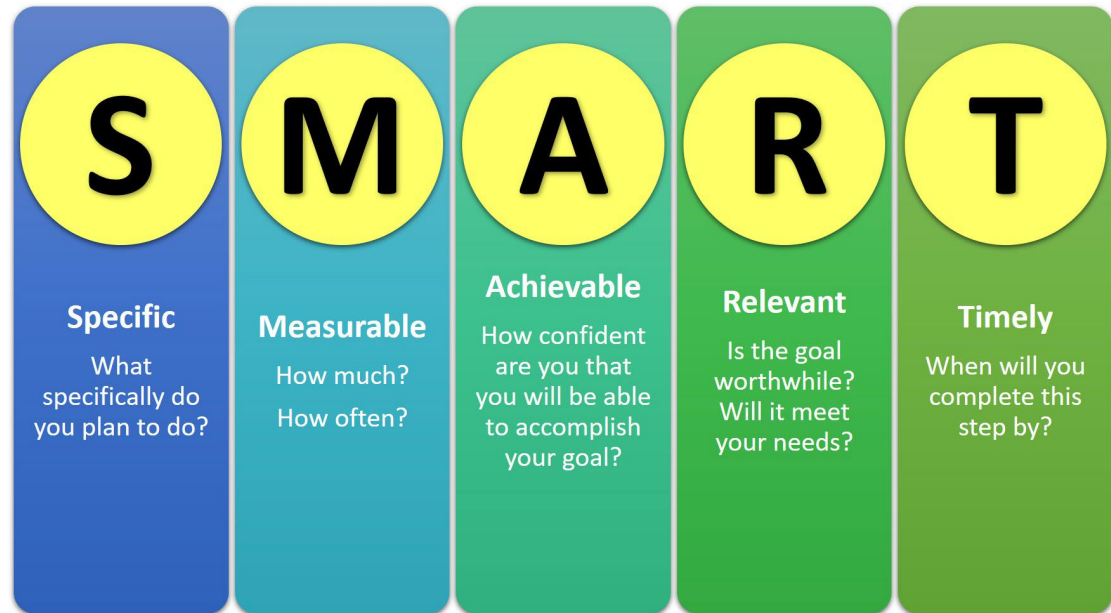 S
Specific
What
specifically do
you plan to do?
M
Measurable
How much?
How often?
A
Achievable
How confident
are you that
you will be able
to accomplish
your goal?
R
Relevant
Is the goal
worthwhile?
Will it meet
your needs?
T
Timely
When will you
complete this
step by?